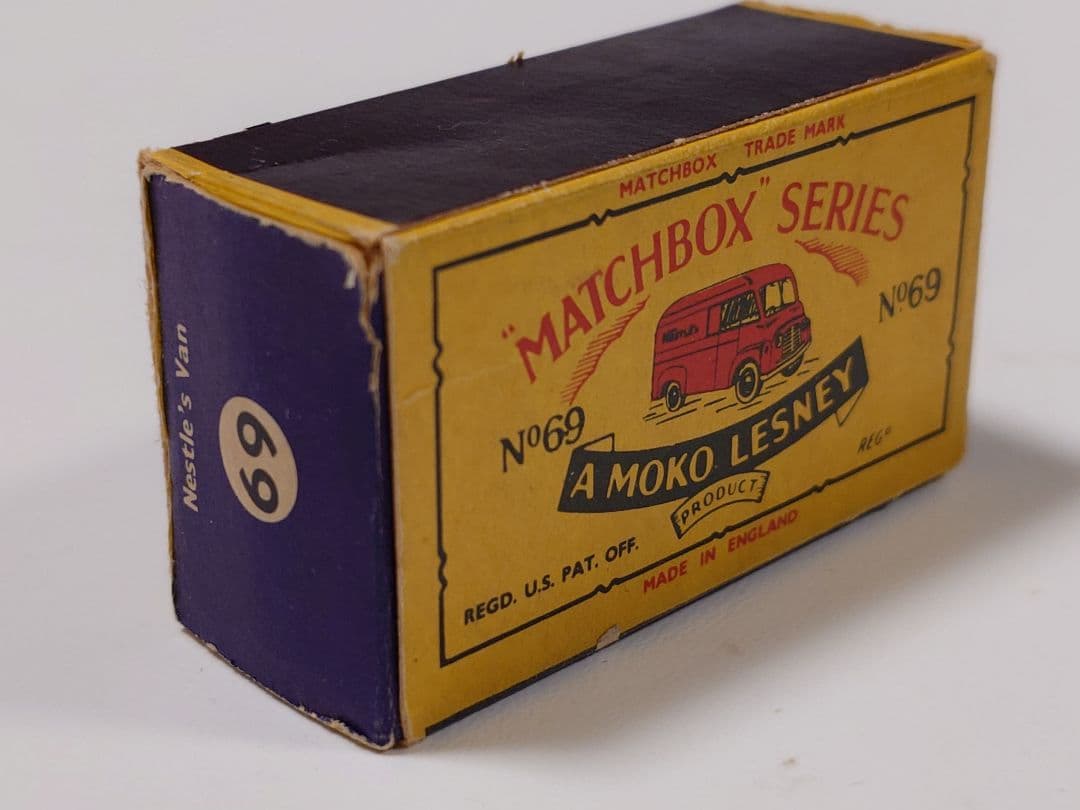 Nestle's Van
69
MATCHBOX TRADE MARK
"MATCHBOX" SERIES
Nº69
Nº69
A MOKO LESNEY
PRODUCT
REGD
REGD. U.S. PAT. OFF.
MADE IN ENGLAND